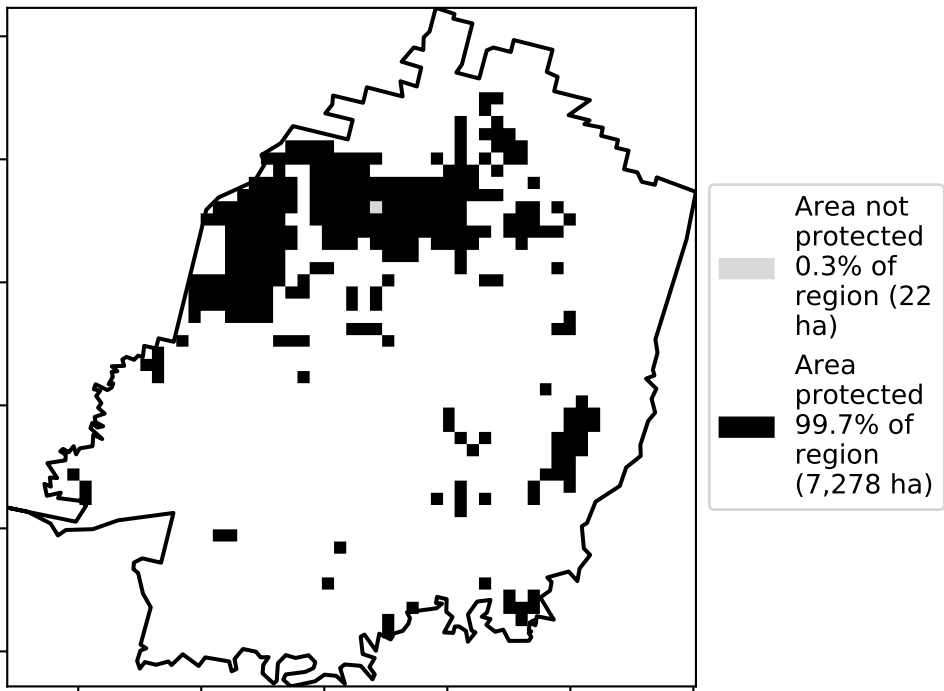 Area not
protected
0.3% of
region (22
ha)
Area
protected
99.7% of
region
(7,278 ha)